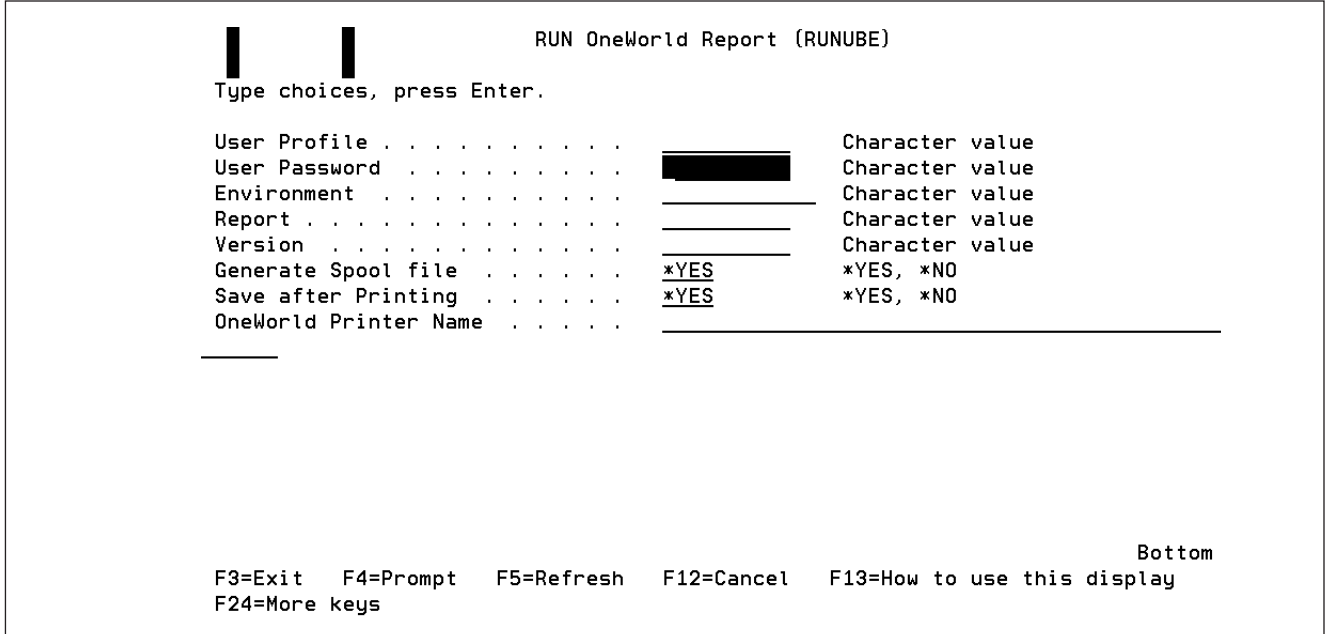 RUN OneWorld Report (RUNUBE)
Type choices, press Enter.
User Profile . . . . . . . . . . Character value
User Password . . . . . . . . . Character value
Environment . . . . . . . . . . Character value
Report . . . . . . . . . . . . . Character value
Version . . . . . . . . . . . . Character value
Generate Spool file . . . . . . *YES *YES, *NO
Save after Printing . . . . . . *YES *YES, *NO
OneWorld Printer Name . . . . .
Bottom
F3=Exit F4=Prompt F5=Refresh F12=Cancel F13=How to use this display
F24=More keys